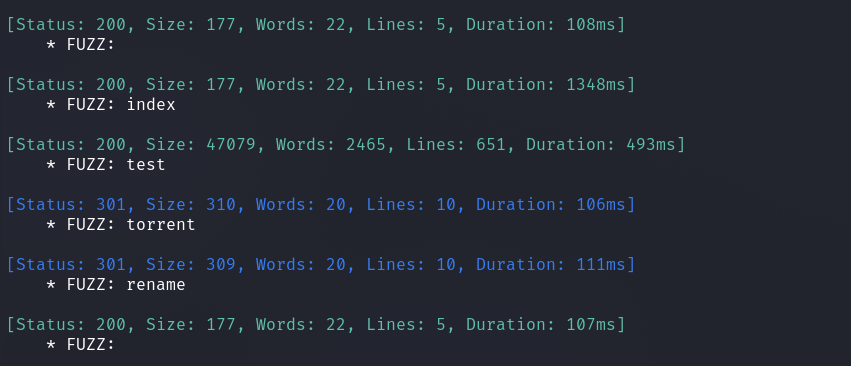 [Status: 200, Size: 177, Words: 22, Lines: 5, Duration: 108ms]
* FUZZ:
[Status: 200, Size: 177, Words: 22, Lines: 5, Duration: 1348ms]
* FUZZ: index
[Status: 200, Size: 47079, Words: 2465, Lines: 651, Duration: 493ms]
* FUZZ: test
[Status: 301, Size: 310, Words: 20, Lines: 10, Duration: 106ms]
* FUZZ: torrent
[Status: 301, Size: 309, Words: 20, Lines: 10, Duration: 111ms]
* FUZZ: rename
[Status: 200, Size: 177, Words: 22, Lines: 5, Duration: 107ms]
* FUZZ: